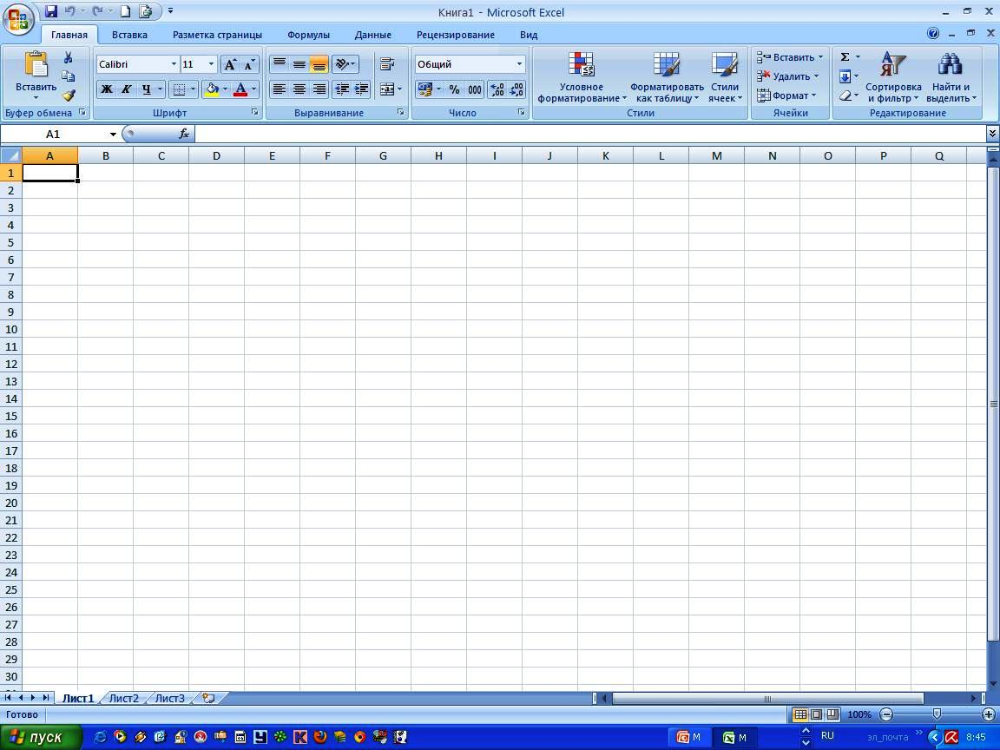 Книга1 - Microsoft Excel
Главная Вставка Разметка страницы Формулы Данные Рецензирование Вид
Вставить
Буфер обмена
Calibri 11
Ж К Ч
Шрифт
Выравнивание
Общий
% 000
Число
Условное форматирование
Форматировать как таблицу
Стили ячеек
Стили
Вставить
Удалить
Формат
Ячейки
Σ
Сортировка и фильтр
Найти и выделить
Редактирование
A1 fx
A B C D E F G H I J K L M N O P Q
1
2
3
4
5
6
7
8
9
10
11
12
13
14
15
16
17
18
19
20
21
22
23
24
25
26
27
28
29
30
Лист1 Лист2 Лист3
Готово 100%
пуск М М RU эл_почта 8:45